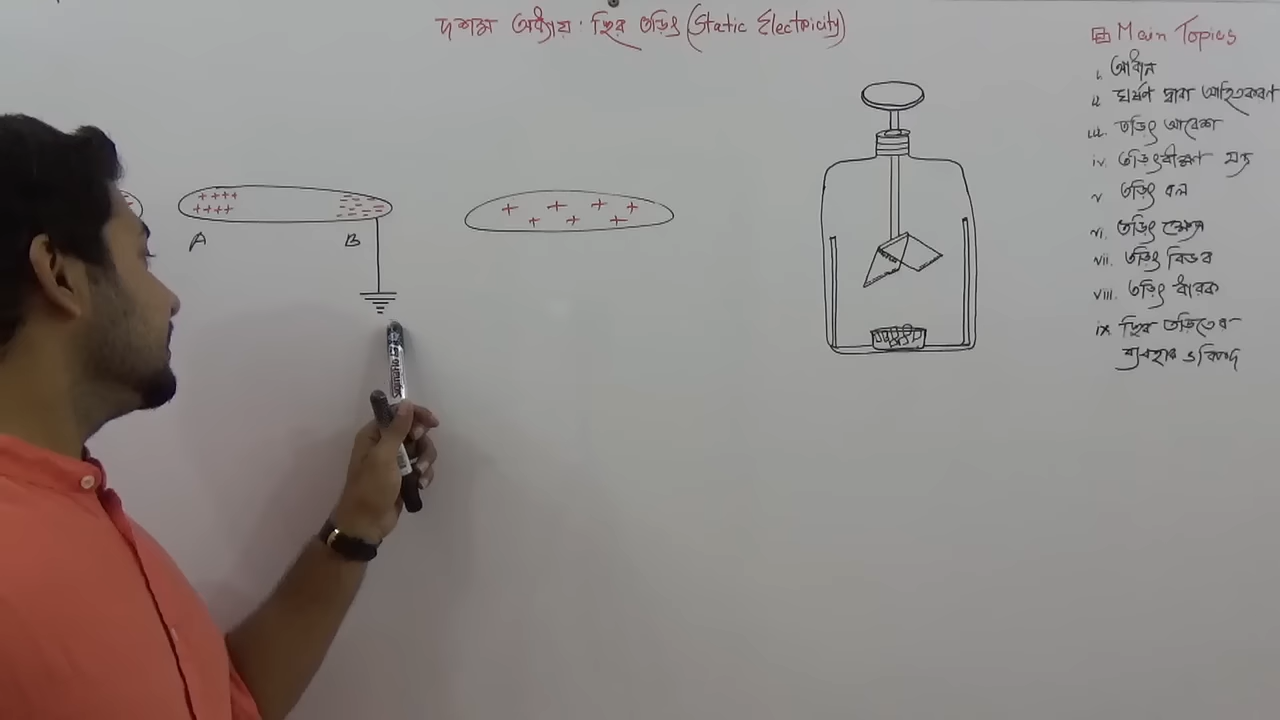 দশম অধ্যায়: স্থির তড়িৎ (Static Electricity)
Main Topics
i. আধান
ii. ঘর্ষণ দ্বারা আহিতকরণ
iii. তড়িৎ আবেশ
iv. তড়িৎবীক্ষণ যন্ত্র
v. তড়িৎ বল
vi. তড়িৎ ক্ষেত্র
vii. তড়িৎ বিভব
viii. তড়িৎ ধারক
ix স্থির তড়িতের
ব্যবহার ও বিপদ
++++ ++++
A
B
+ + + + + + +